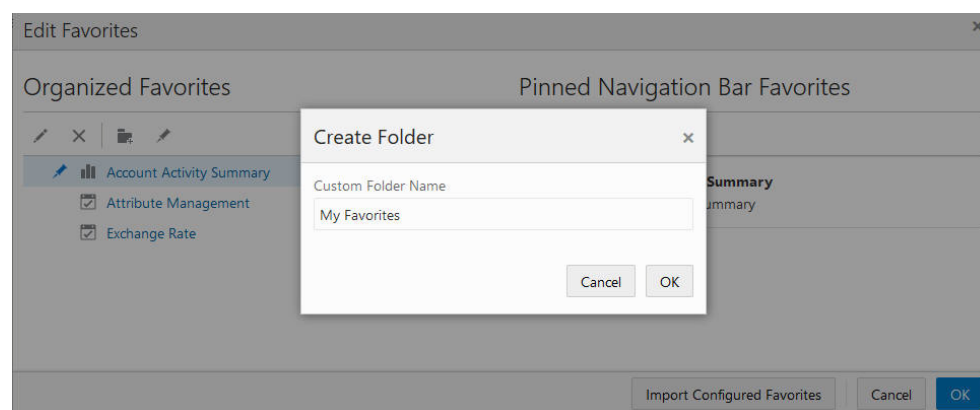 Edit Favorites
Organized Favorites
Pinned Navigation Bar Favorites
Account Activity Summary
Attribute Management
Exchange Rate
Summary
Create Folder
Custom Folder Name
My Favorites
Cancel
OK
Import Configured Favorites
Cancel
OK